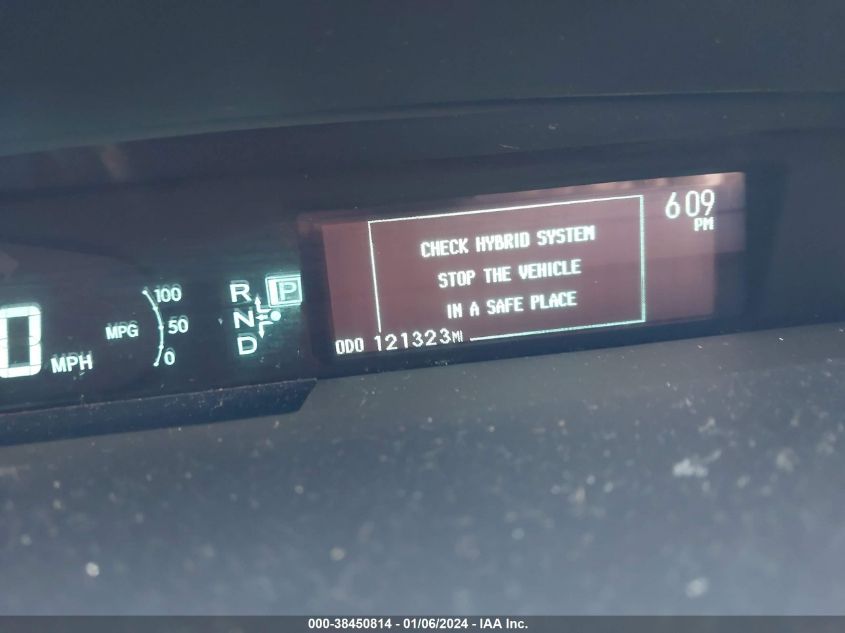 609
PM
CHECK HYBRID SYSTEM
STOP THE VEHICLE
IN A SAFE PLACE
ODO 121323MI
0
MPH
MPG
100
50
0
R
P
N
D
000-38450814 - 01/06/2024 - IAA Inc.